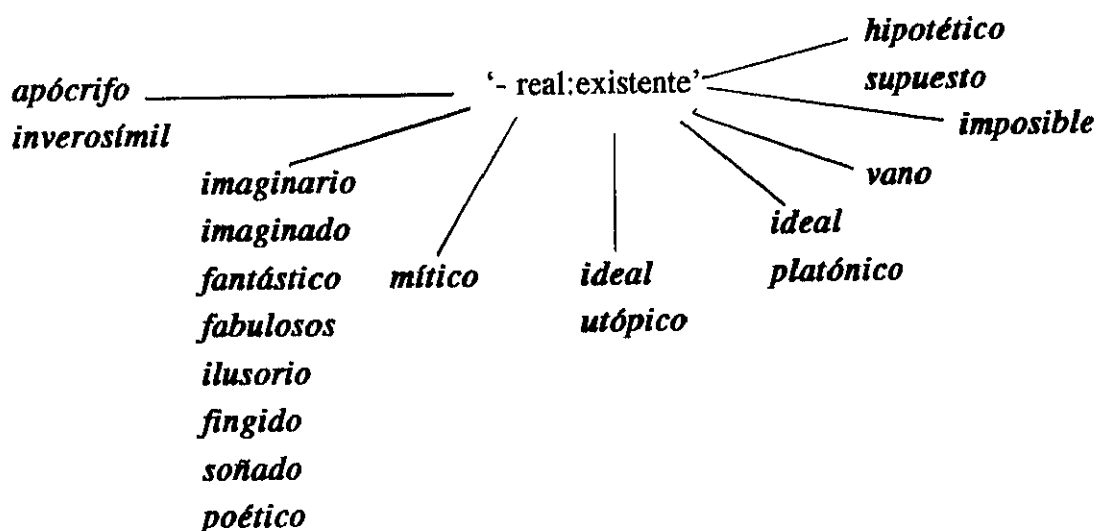 hipotético
'- real:existente'
supuesto
apócrifo
imposible
inverosímil
vano
imaginario
imaginado
ideal
fantástico
mítico
ideal
platónico
fabulosos
utópico
ilusorio
fingido
soñado
poético